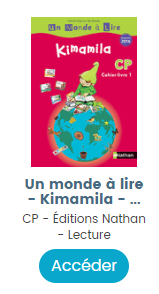 Un Monde à Lire
Kimamila
CP
Cahier-livre 1
Nathan
Un monde à lire
- Kimamila - ...
CP - Éditions Nathan
- Lecture
Accéder